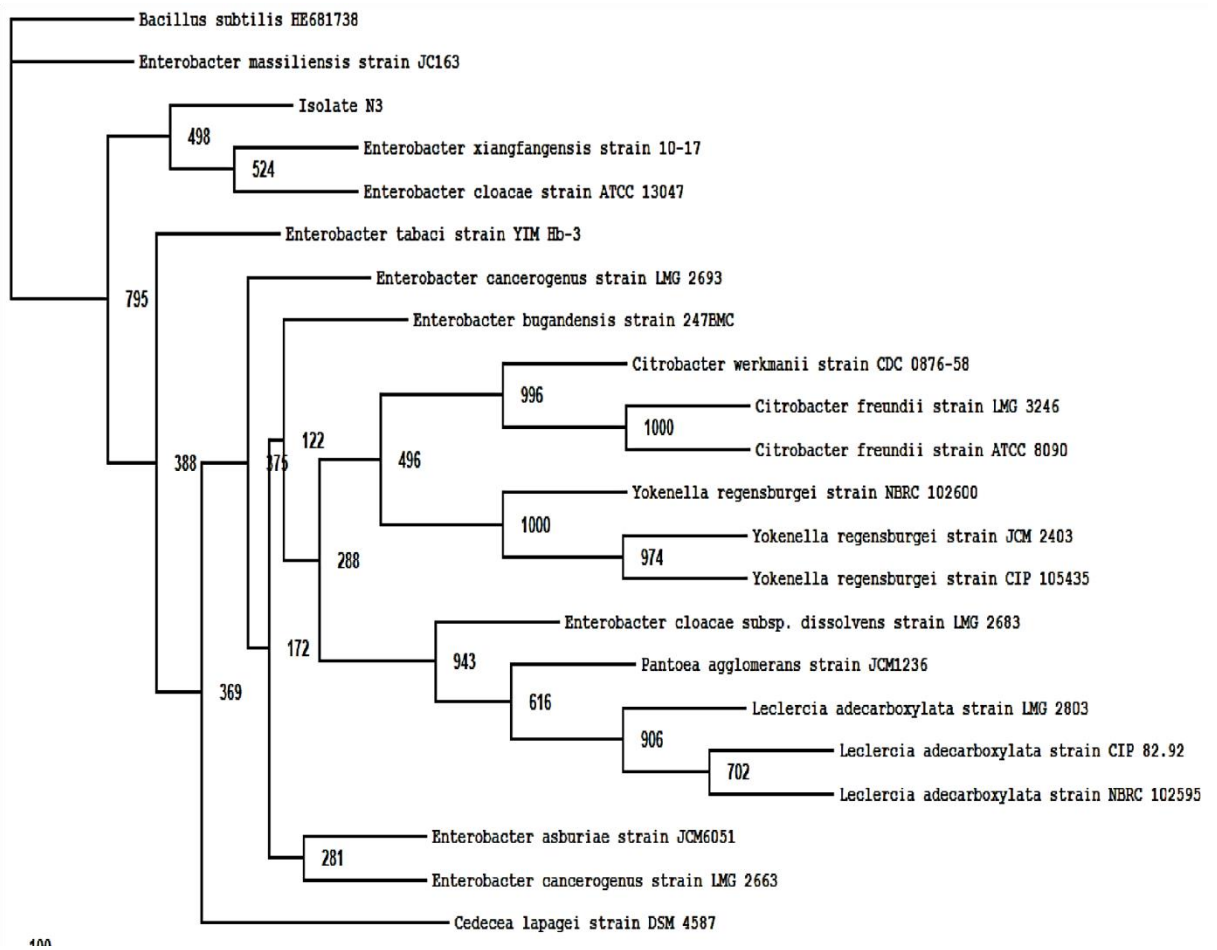 Bacillus subtilis HE681738
Enterobacter massiliensis strain JC163
Isolate N3
498
Enterobacter xiangfangensis strain 10-17
524
Enterobacter cloacae strain ATCC 13047
Enterobacter tabaci strain YIM Hb-3
Enterobacter cancerogenus strain LMG 2693
795
Enterobacter bugandensis strain 247BMC
Citrobacter werkmanii strain CDC 0876-58
996
Citrobacter freundii strain LMG 3246
1000
122
Citrobacter freundii strain ATCC 8090
388
375
496
Yokenella regensburgei strain NBRC 102600
1000
Yokenella regensburgei strain JCM 2403
974
288
Yokenella regensburgei strain CIP 105435
Enterobacter cloacae subsp. dissolvens strain LMG 2683
172
943
Pantoea agglomerans strain JCM1236
369
616
Leclercia adecarboxylata strain LMG 2803
906
Leclercia adecarboxylata strain CIP 82.92
702
Leclercia adecarboxylata strain NBRC 102595
Enterobacter asburiae strain JCM6051
281
Enterobacter cancerogenus strain LMG 2663
Cedecea lapagei strain DSM 4587
100